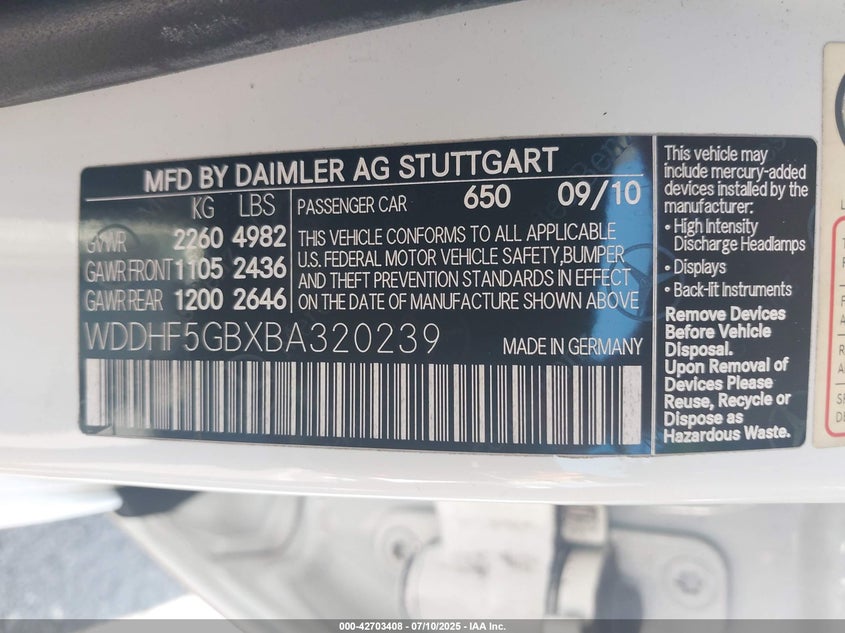 MFD BY DAIMLER AG STUTTGART
KG LBS
GVWR 2260 4982
GAWR FRONT 1105 2436
GAWR REAR 1200 2646
PASSENGER CAR 650 09/10
THIS VEHICLE CONFORMS TO ALL APPLICABLE
U.S. FEDERAL MOTOR VEHICLE SAFETY,BUMPER
AND THEFT PREVENTION STANDARDS IN EFFECT
ON THE DATE OF MANUFACTURE SHOWN ABOVE
WDDHF5GBXBA320239
MADE IN GERMANY
This vehicle may
include mercury-added
devices installed by the
manufacturer:
• High Intensity
Discharge Headlamps
• Displays
• Back-lit Instruments
Remove Devices
Before Vehicle
Disposal.
Upon Removal of
Devices Please
Reuse, Recycle or
Dispose as
Hazardous Waste.
000-42703408 - 07/10/2025 - IAA Inc.